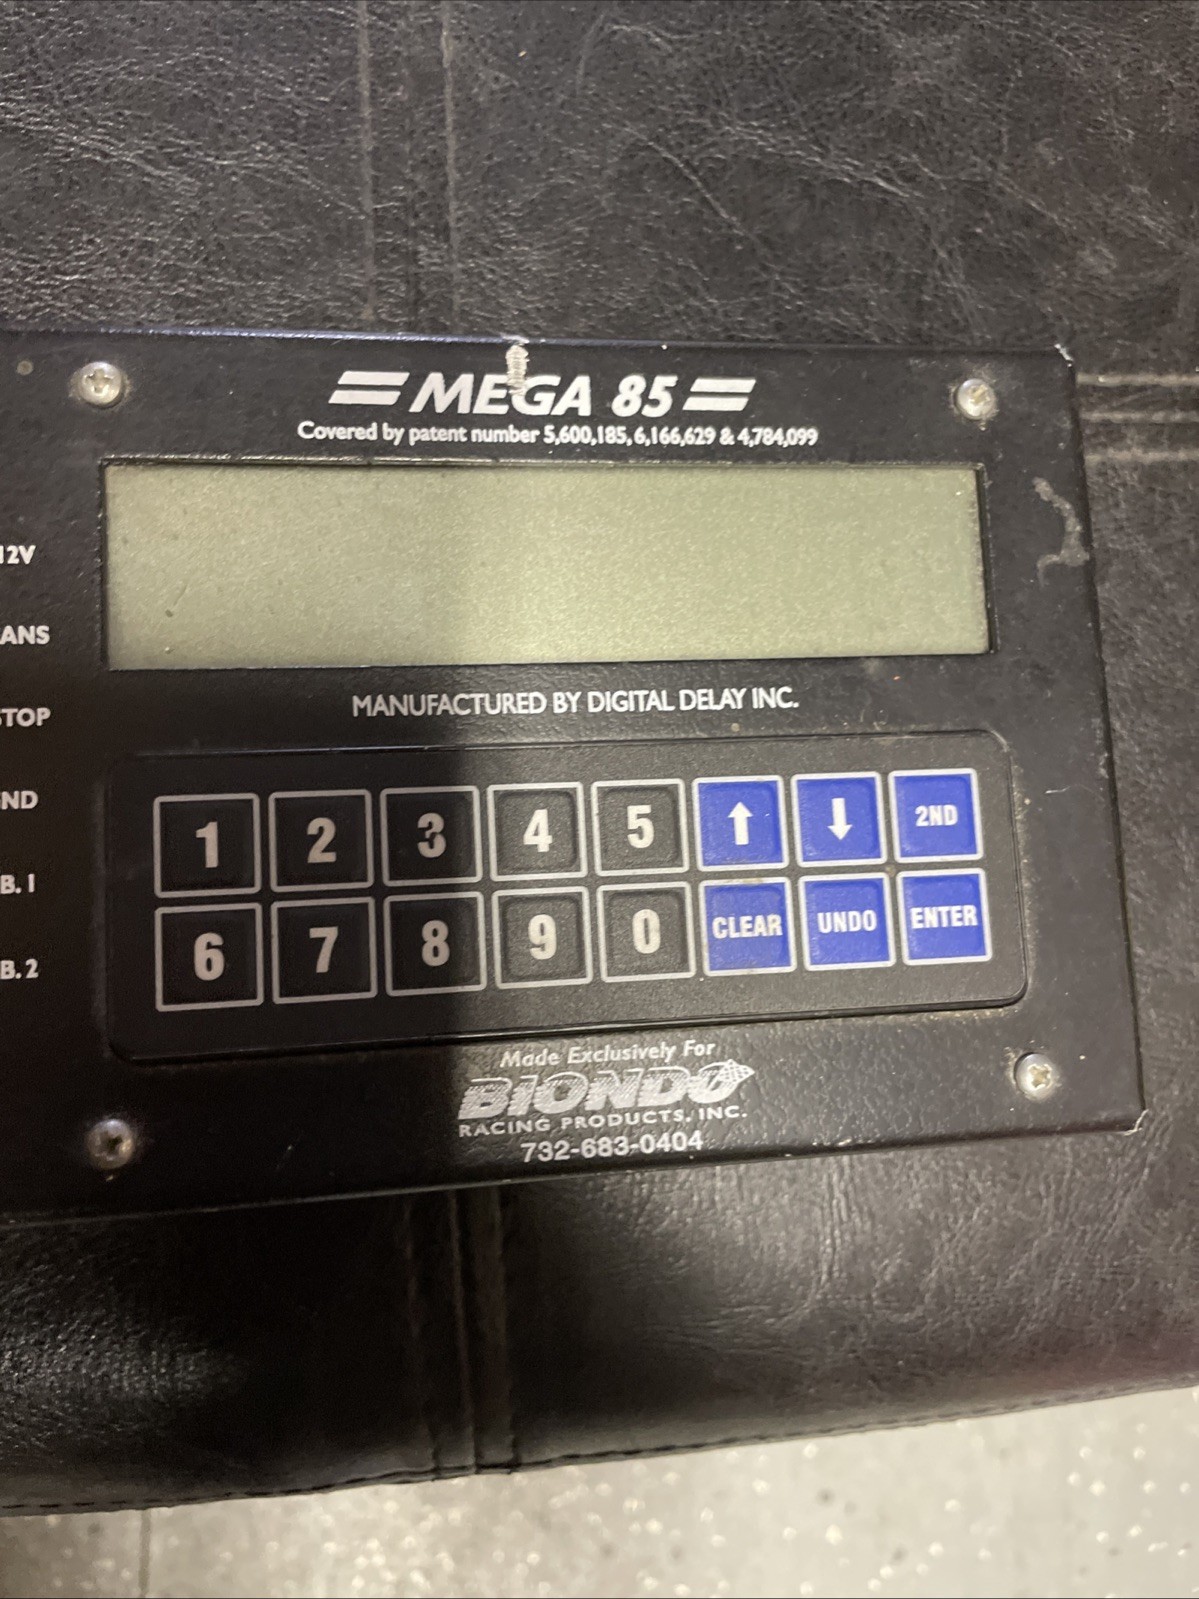 MEGA 85
Covered by patent number 5,600,185, 6,166,629 & 4,784,099
12V
ANS
STOP
ND
B. 1
B. 2
MANUFACTURED BY DIGITAL DELAY INC.
1 2 3 4 5 ↑ ↓ 2ND
6 7 8 9 0 CLEAR UNDO ENTER
Made Exclusively For
BIONDO
RACING PRODUCTS, INC.
732-683-0404